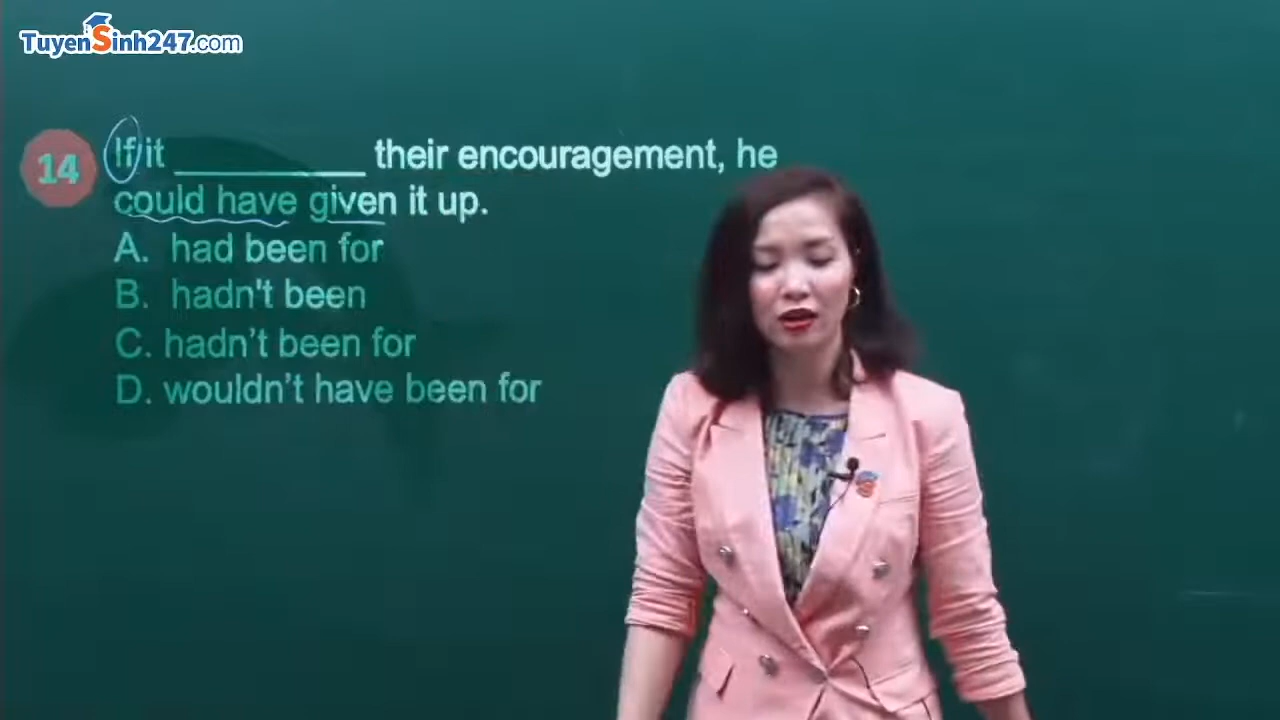 TuyenSinh247.com
14 If it ____________ their encouragement, he
could have given it up.
A. had been for
B. hadn't been
C. hadn’t been for
D. wouldn’t have been for